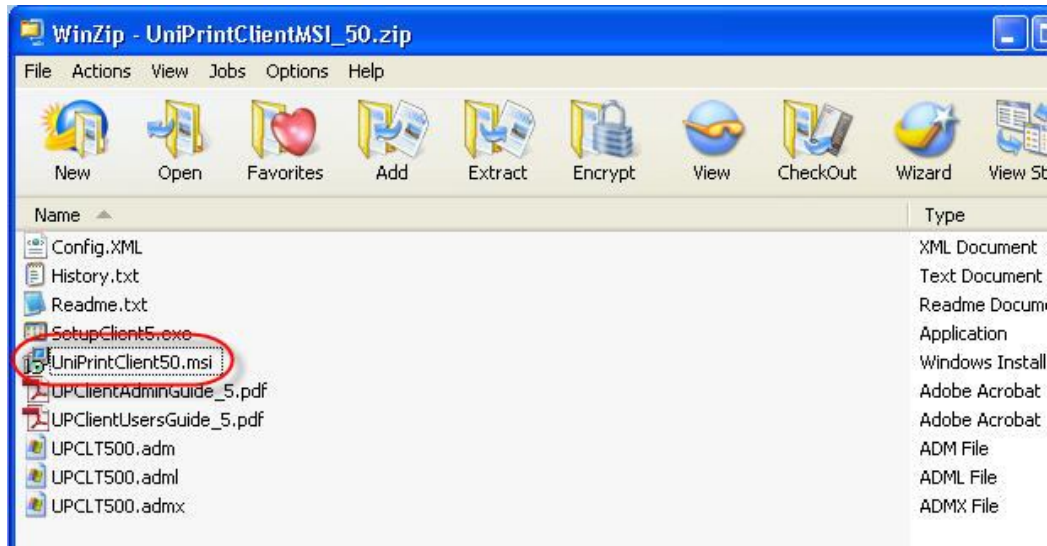 WinZip - UniPrintClientMSI_50.zip
File Actions View Jobs Options Help
New Open Favorites Add Extract Encrypt View CheckOut Wizard View St
Name Type
Config.XML XML Document
History.txt Text Document
Readme.txt Readme Docume
SetupClient5.exe Application
UniPrintClient50.msi Windows Install
UPClientAdminGuide_5.pdf Adobe Acrobat
UPClientUsersGuide_5.pdf Adobe Acrobat
UPCLT500.adm ADM File
UPCLT500.adml ADML File
UPCLT500.admx ADMX File